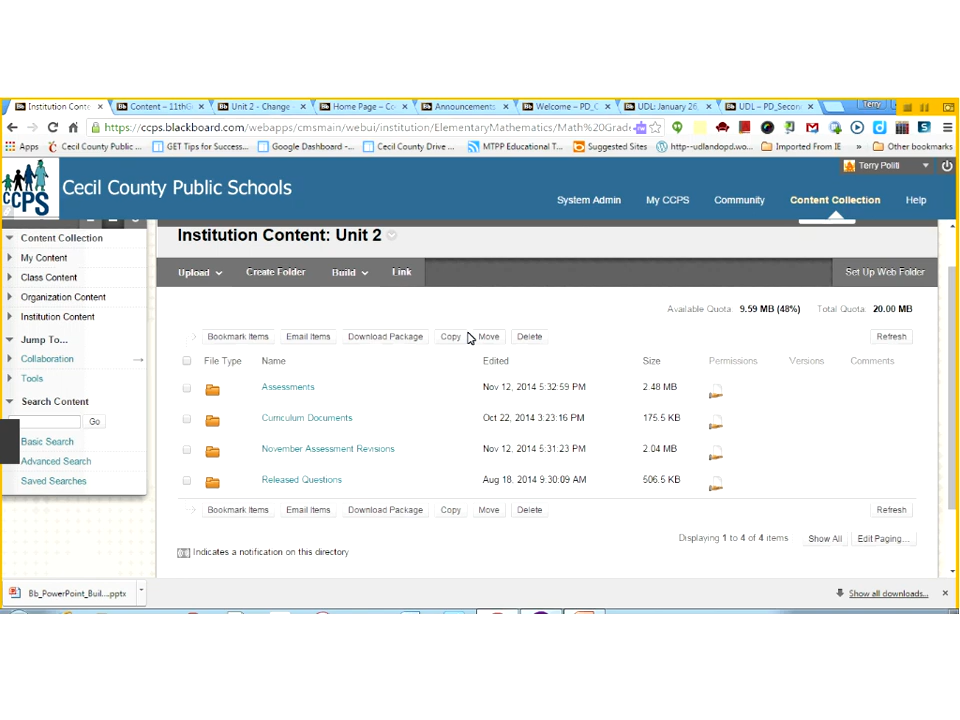 Institution Conte ×
Content – 11thG ×
Unit 2 - Change ×
Home Page – Co ×
Announcements ×
Welcome – PD_C ×
UDL: January 26, ×
UDL – PD_Secon ×
Terry
https://ccps.blackboard.com/webapps/cmsmain/webui/institution/ElementaryMathematics/Math%20Grade
Apps Cecil County Public ... GET Tips for Success... Google Dashboard -... Cecil County Drive ... MTPP Educational T... Suggested Sites http--udlandopd.wo... » Imported From IE Other bookmarks
Terry Politi
CCPS
Cecil County Public Schools
System Admin My CCPS Community Content Collection Help
Content Collection
My Content
Class Content
Organization Content
Institution Content
Jump To...
Collaboration
Tools
Search Content
Go
Basic Search
Advanced Search
Saved Searches
Institution Content: Unit 2
Upload Create Folder Build Link Set Up Web Folder
Available Quota: 9.59 MB (48%) Total Quota: 20.00 MB
Bookmark Items Email Items Download Package Copy Move Delete Refresh
File Type Name Edited Size Permissions Versions Comments
Assessments Nov 12, 2014 5:32:59 PM 2.48 MB
Curriculum Documents Oct 22, 2014 3:23:16 PM 175.5 KB
November Assessment Revisions Nov 12, 2014 5:31:23 PM 2.04 MB
Released Questions Aug 18, 2014 9:30:09 AM 506.5 KB
Bookmark Items Email Items Download Package Copy Move Delete Refresh
Displaying 1 to 4 of 4 items Show All Edit Paging...
Indicates a notification on this directory
Bb_PowerPoint_Buil....pptx
Show all downloads...